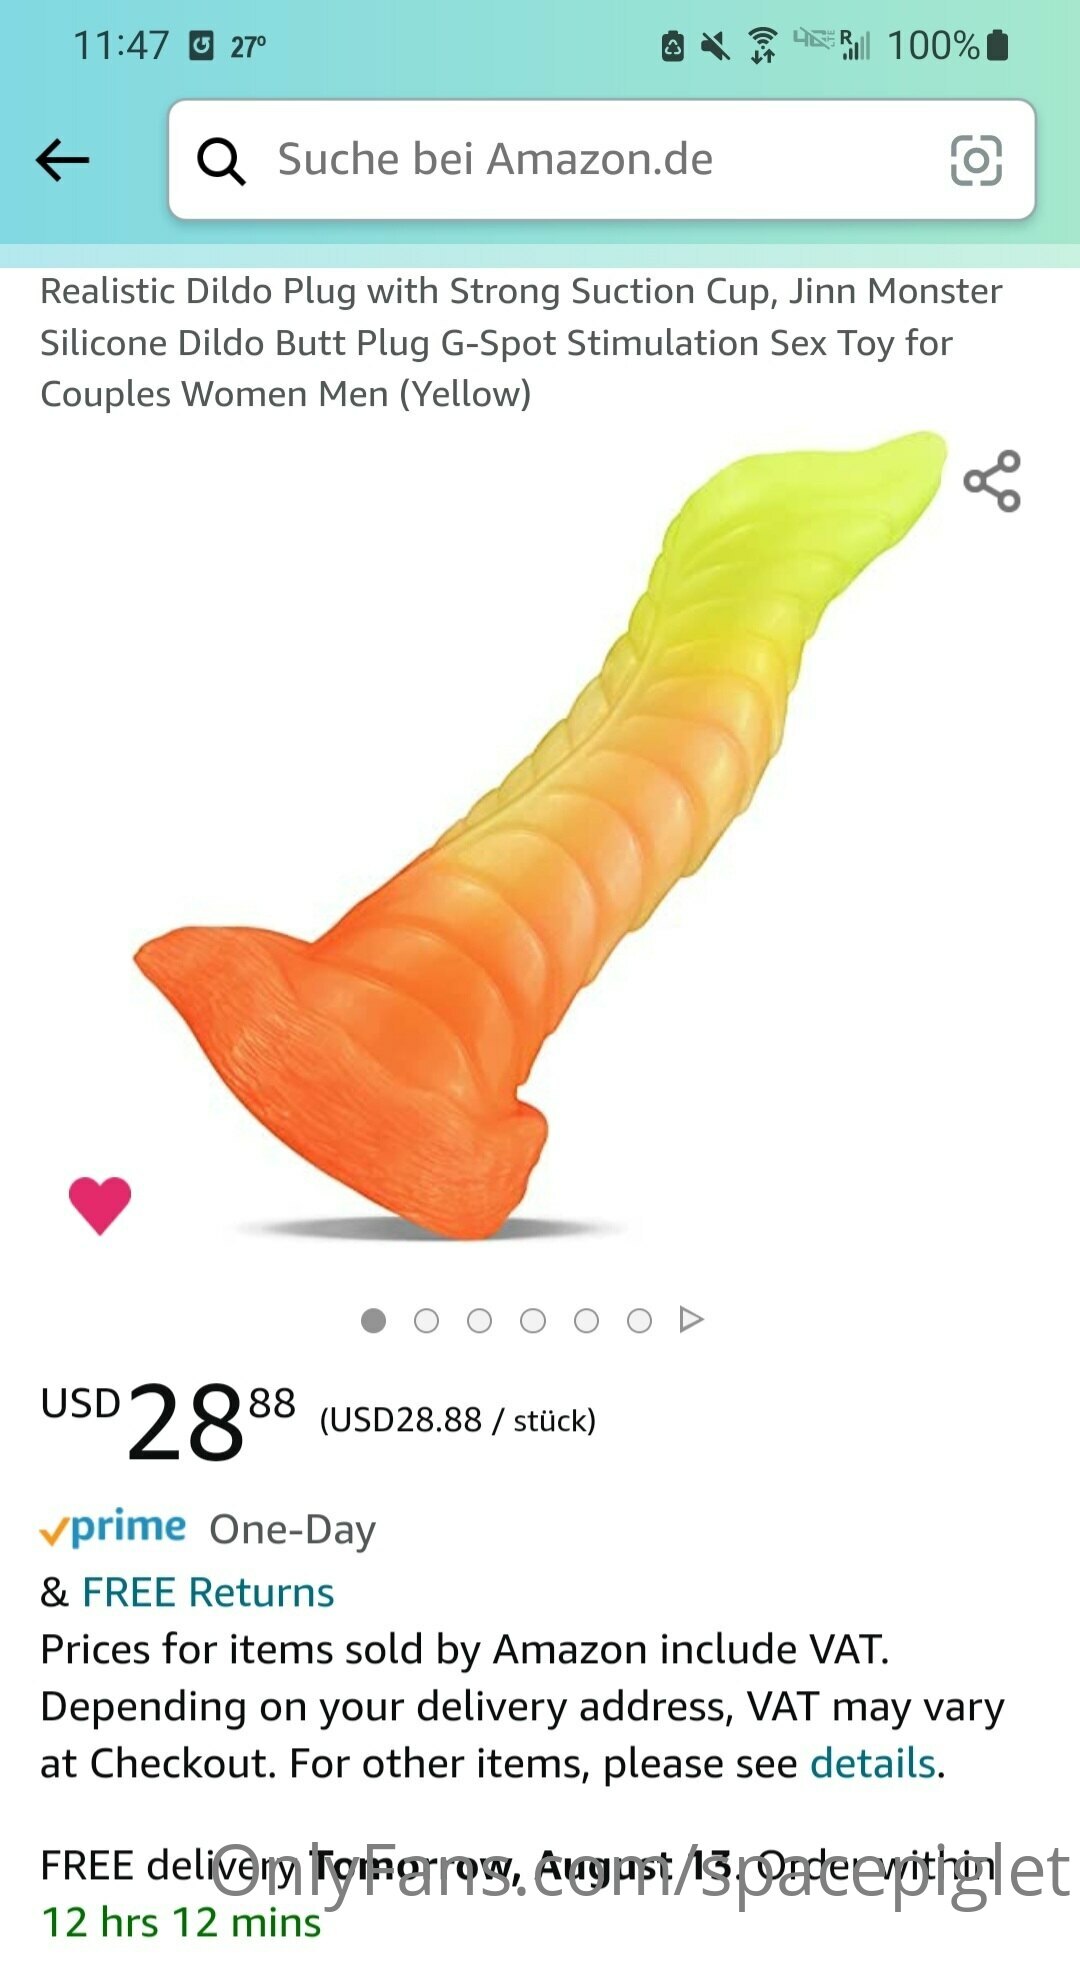 11:47 27°
100%
Suche bei Amazon.de
Realistic Dildo Plug with Strong Suction Cup, Jinn Monster
Silicone Dildo Butt Plug G-Spot Stimulation Sex Toy for
Couples Women Men (Yellow)
USD 28 88 (USD28.88 / stück)
prime One-Day
& FREE Returns
Prices for items sold by Amazon include VAT.
Depending on your delivery address, VAT may vary
at Checkout. For other items, please see details.
FREE delivery Tomorrow, August 13. Order within
OnlyFans.com/spacepiglet
12 hrs 12 mins